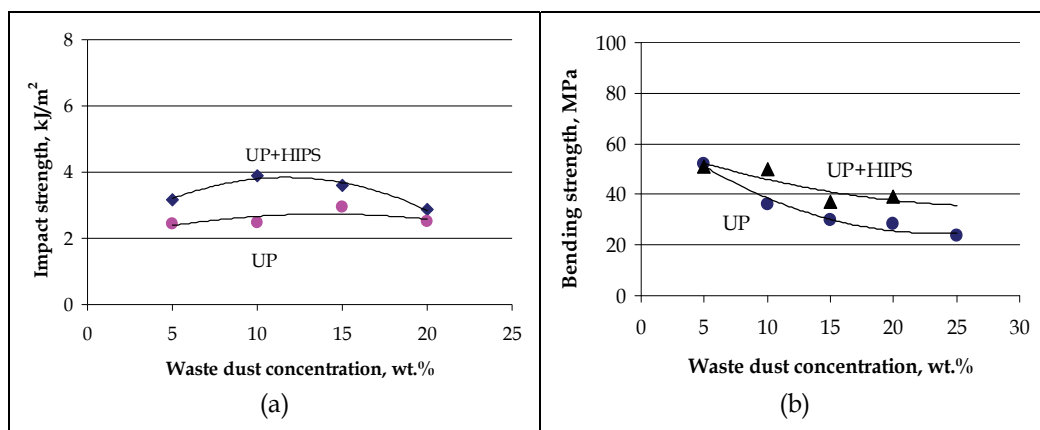 8
6
4
2
0
0 5 10 15 20 25
Impact strength, kJ/m²
UP+HIPS
UP
Waste dust concentration, wt.%
(a)
100
80
60
40
20
0
0 5 10 15 20 25 30
Bending strength, MPa
UP+HIPS
UP
Waste dust concentration, wt.%
(b)